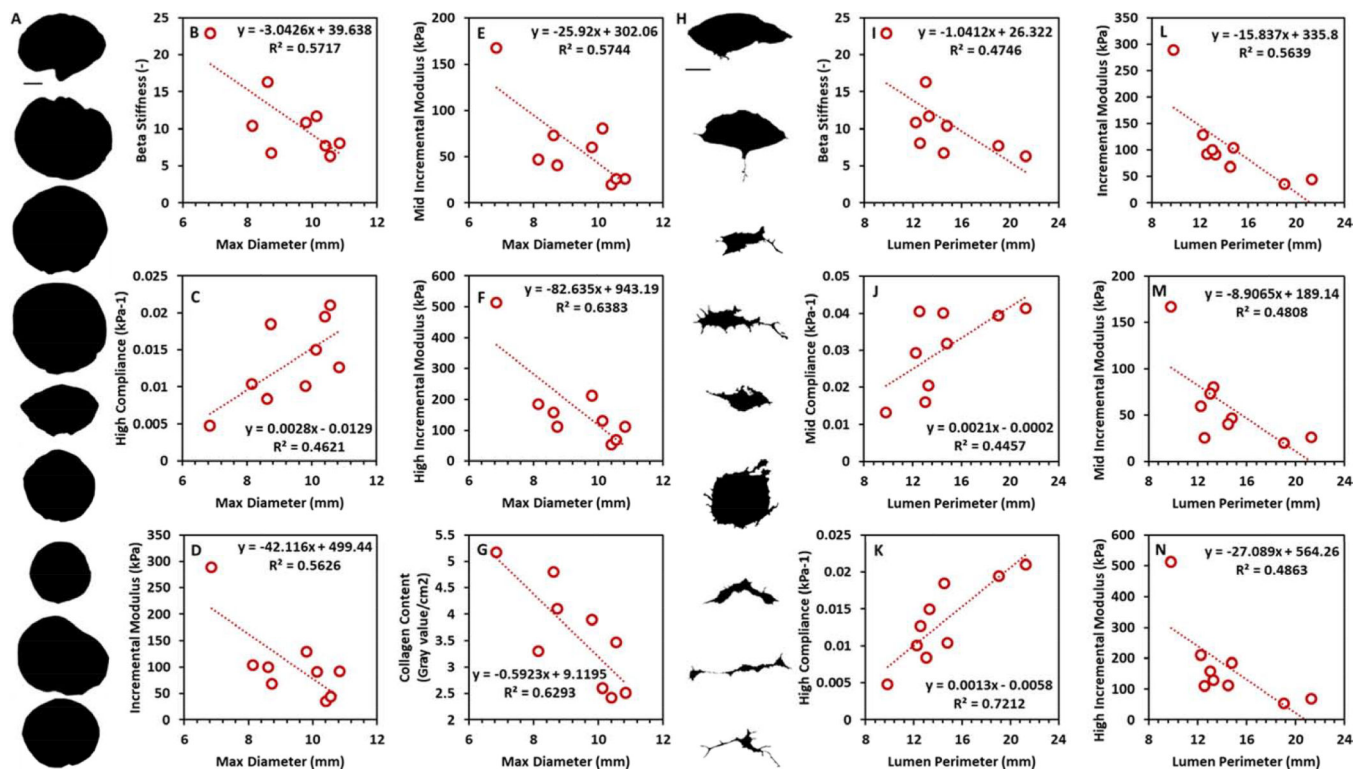 A
B
y = -3.0426x + 39.638
R² = 0.5717
Beta Stiffness (-)
25
20
15
10
5
0
6 8 10 12
Max Diameter (mm)
E
y = -25.92x + 302.06
R² = 0.5744
Mid Incremental Modulus (kPa)
200
150
100
50
0
6 8 10 12
Max Diameter (mm)
H
I
y = -1.0412x + 26.322
R² = 0.4746
Beta Stiffness (-)
25
20
15
10
5
0
8 12 16 20 24
Lumen Perimeter (mm)
L
y = -15.837x + 335.8
R² = 0.5639
Incremental Modulus (kPa)
350
300
250
200
150
100
50
0
8 12 16 20 24
Lumen Perimeter (mm)
C
High Compliance (kPa-1)
0.025
0.02
0.015
0.01
0.005
0
y = 0.0028x - 0.0129
R² = 0.4621
6 8 10 12
Max Diameter (mm)
F
y = -82.635x + 943.19
R² = 0.6383
High Incremental Modulus (kPa)
600
500
400
300
200
100
0
6 8 10 12
Max Diameter (mm)
J
Mid Compliance (kPa-1)
0.05
0.04
0.03
0.02
0.01
0
y = 0.0021x - 0.0002
R² = 0.4457
8 12 16 20 24
Lumen Perimeter (mm)
M
y = -8.9065x + 189.14
R² = 0.4808
Mid Incremental Modulus (kPa)
200
150
100
50
0
8 12 16 20 24
Lumen Perimeter (mm)
D
y = -42.116x + 499.44
R² = 0.5626
Incremental Modulus (kPa)
350
300
250
200
150
100
50
0
6 8 10 12
Max Diameter (mm)
G
Collagen Content
(Gray value/cm2)
5.5
5
4.5
4
3.5
3
2.5
2
y = -0.5923x + 9.1195
R² = 0.6293
6 8 10 12
Max Diameter (mm)
K
High Compliance (kPa-1)
0.025
0.02
0.015
0.01
0.005
0
y = 0.0013x - 0.0058
R² = 0.7212
8 12 16 20 24
Lumen Perimeter (mm)
N
y = -27.089x + 564.26
R² = 0.4863
High Incremental Modulus (kPa)
600
500
400
300
200
100
0
8 12 16 20 24
Lumen Perimeter (mm)